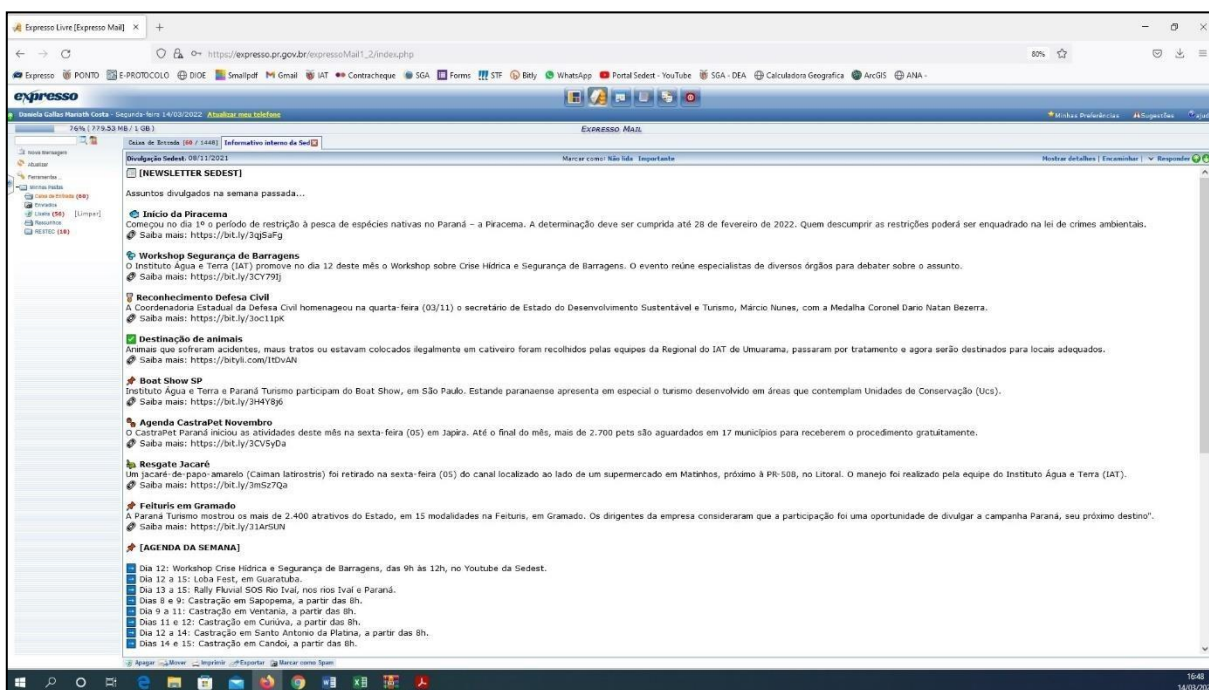 Expresso Livre [Expresso Mail]
https://expresso.pr.gov.br/expressoMail1_2/index.php
80%
Expresso PONTO E-PROTOCOLO DIOE Smallpdf Gmail IAT Contracheque SGA Forms STF Bitly WhatsApp Portal Sedest - YouTube SGA - DEA Calculadora Geografica ArcGIS ANA -
expresso
Daniela Gallas Mariath Costa - Segunda-feira 14/03/2022 Atualizar meu telefone
Minhas Preferências Sugestões
76% ( 779.53 MB / 1 GB )
EXPRESSO MAIL
Nova Mensagem
Atualizar
Ferramentas ..
Minhas Pastas
Caixa de Entrada (60)
Enviados
Lixeira (56) [Limpar]
Rascunhos
RESTEC (18)
Caixa de Entrada [60 / 1448] Informativo interno da Sed
Divulgação Sedest. 08/11/2021 Marcar como: Não lida Importante Mostrar detalhes | Encaminhar | Responder
[NEWSLETTER SEDEST]
Assuntos divulgados na semana passada...
Início da Piracema
Começou no dia 1º o período de restrição à pesca de espécies nativas no Paraná – a Piracema. A determinação deve ser cumprida até 28 de fevereiro de 2022. Quem descumprir as restrições poderá ser enquadrado na lei de crimes ambientais.
Saiba mais: https://bit.ly/3qjSaFg
Workshop Segurança de Barragens
O Instituto Água e Terra (IAT) promove no dia 12 deste mês o Workshop sobre Crise Hídrica e Segurança de Barragens. O evento reúne especialistas de diversos órgãos para debater sobre o assunto.
Saiba mais: https://bit.ly/3CY79Ij
Reconhecimento Defesa Civil
A Coordenadoria Estadual da Defesa Civil homenageou na quarta-feira (03/11) o secretário de Estado do Desenvolvimento Sustentável e Turismo, Márcio Nunes, com a Medalha Coronel Dario Natan Bezerra.
Saiba mais: https://bit.ly/3oc11pK
Destinação de animais
Animais que sofreram acidentes, maus tratos ou estavam colocados ilegalmente em cativeiro foram recolhidos pelas equipes da Regional do IAT de Umuarama, passaram por tratamento e agora serão destinados para locais adequados.
Saiba mais: https://bityli.com/ItDvAN
Boat Show SP
Instituto Água e Terra e Paraná Turismo participam do Boat Show, em São Paulo. Estande paranaense apresenta em especial o turismo desenvolvido em áreas que contemplam Unidades de Conservação (Ucs).
Saiba mais: https://bit.ly/3H4Y8j6
Agenda CastraPet Novembro
O CastraPet Paraná iniciou as atividades deste mês na sexta-feira (05) em Japira. Até o final do mês, mais de 2.700 pets são aguardados em 17 municípios para receberem o procedimento gratuitamente.
Saiba mais: https://bit.ly/3CV5yDa
Resgate Jacaré
Um jacaré-de-papo-amarelo (Caiman latirostris) foi retirado na sexta-feira (05) do canal localizado ao lado de um supermercado em Matinhos, próximo à PR-508, no Litoral. O manejo foi realizado pela equipe do Instituto Água e Terra (IAT).
Saiba mais: https://bit.ly/3mSz7Qa
Feituris em Gramado
A Paraná Turismo mostrou os mais de 2.400 atrativos do Estado, em 15 modalidades na Feituris, em Gramado. Os dirigentes da empresa consideraram que a participação foi uma oportunidade de divulgar a campanha Paraná, seu próximo destino".
Saiba mais: https://bit.ly/31ArSUN
[AGENDA DA SEMANA]
Dia 12: Workshop Crise Hídrica e Segurança de Barragens, das 9h às 12h, no Youtube da Sedest.
Dia 12 a 15: Loba Fest, em Guaratuba.
Dia 13 a 15: Rally Fluvial SOS Rio Ivaí, nos rios Ivaí e Paraná.
Dias 8 e 9: Castração em Sapopema, a partir das 8h.
Dia 9 a 11: Castração em Ventania, a partir das 8h.
Dias 11 e 12: Castração em Curiúva, a partir das 8h.
Dia 12 a 14: Castração em Santo Antonio da Platina, a partir das 8h.
Dias 14 e 15: Castração em Candoi, a partir das 8h.
Apagar Mover Imprimir Exportar Marcar como Spam
16:48